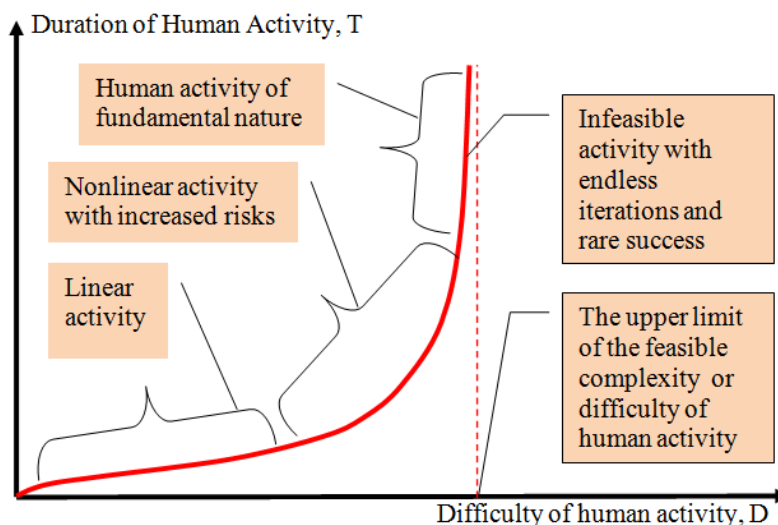 Duration of Human Activity, T
Human activity of
fundamental nature
Infeasible
activity with
endless
iterations and
rare success
Nonlinear activity
with increased risks
Linear
activity
The upper limit
of the feasible
complexity or
difficulty of
human activity
Difficulty of human activity, D